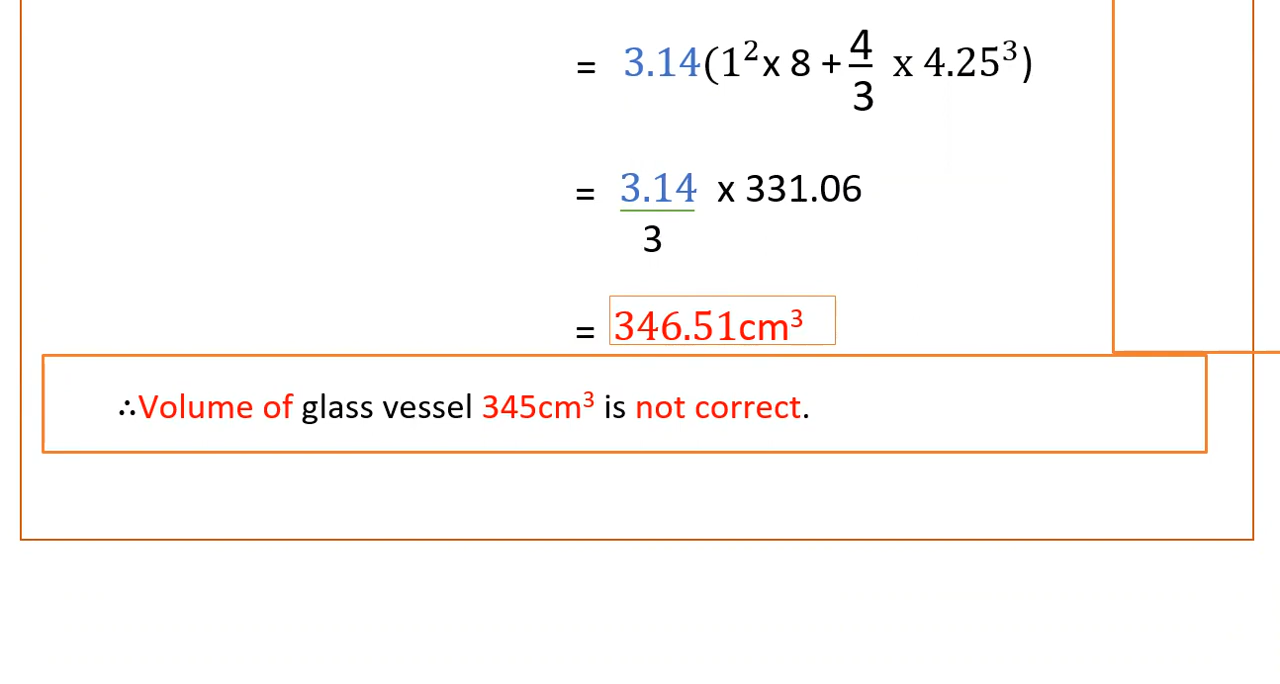 = 3.14(1²x 8 + 4/3 x 4.25³)
= 3.14/3 x 331.06
= 346.51cm³
∴Volume of glass vessel 345cm³ is not correct.